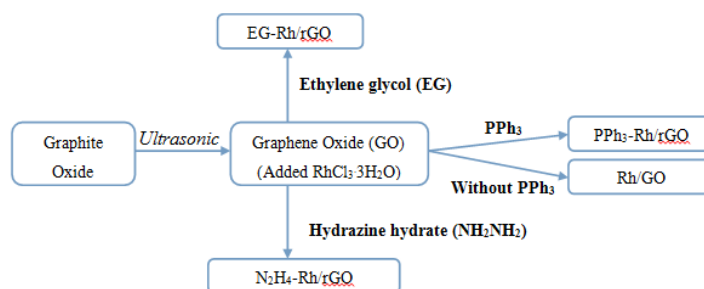 EG-Rh/rGO
Ethylene glycol (EG)
Graphite
Oxide
Ultrasonic
Graphene Oxide (GO)
(Added RhCl₃·3H₂O)
PPh₃
PPh₃-Rh/rGO
Without PPh₃
Rh/GO
Hydrazine hydrate (NH₂NH₂)
N₂H₄-Rh/rGO